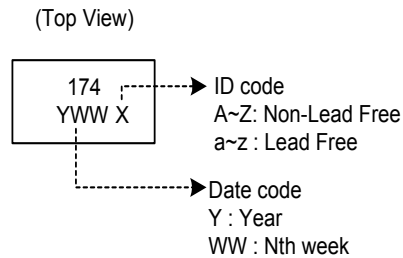 (Top View)
174
YWW X
ID code
A~Z: Non-Lead Free
a~z : Lead Free
Date code
Y : Year
WW : Nth week